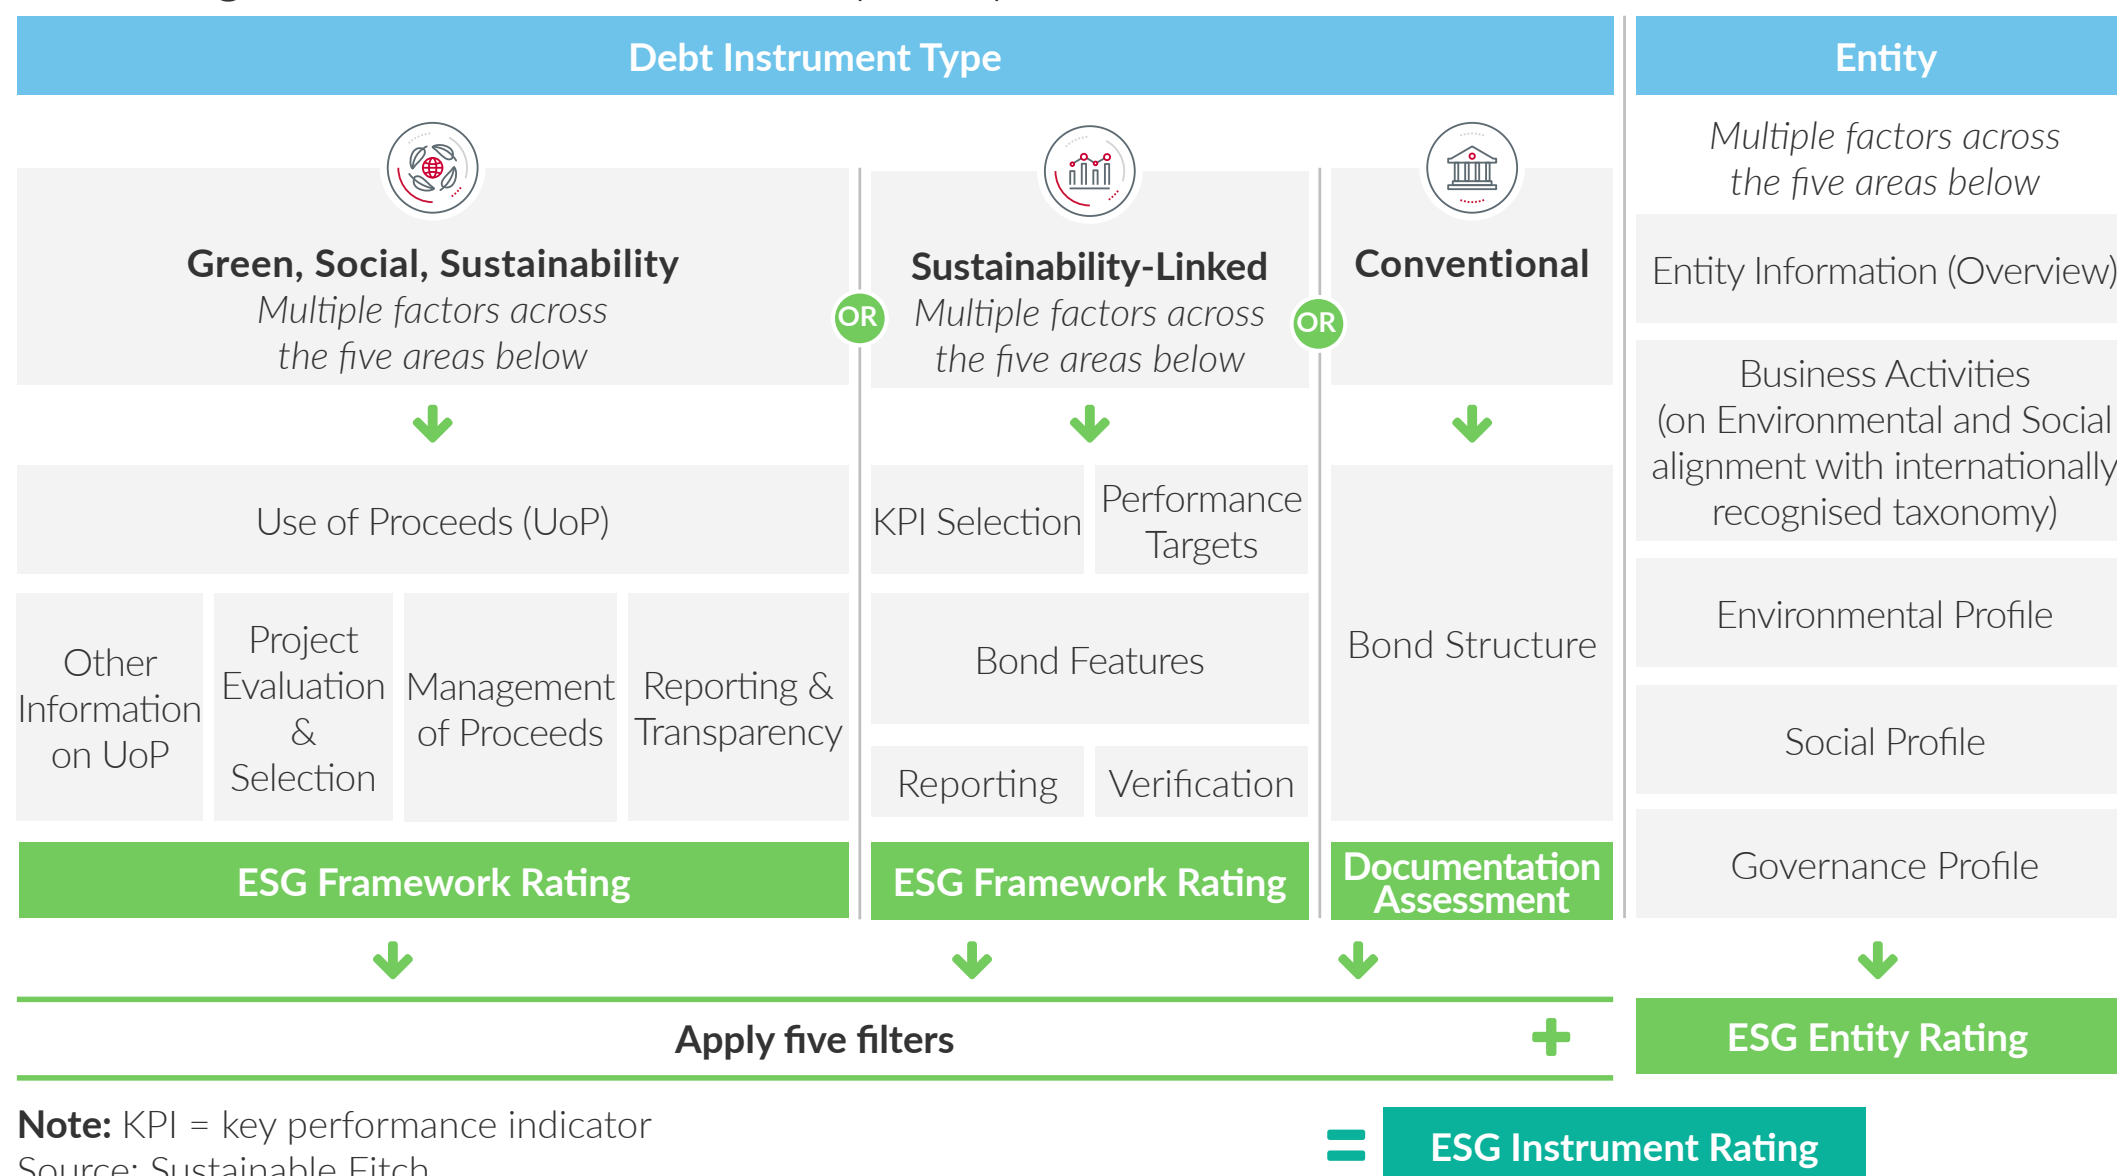 Debt Instrument Type
Entity
Green, Social, Sustainability
Multiple factors across
the five areas below
OR
Sustainability-Linked
Multiple factors across
the five areas below
OR
Conventional
Multiple factors across
the five areas below
Use of Proceeds (UoP)
Other
Information
on UoP
Project
Evaluation
&
Selection
Management
of Proceeds
Reporting &
Transparency
ESG Framework Rating
KPI Selection
Performance
Targets
Bond Features
Reporting
Verification
ESG Framework Rating
Bond Structure
Documentation
Assessment
Entity Information (Overview)
Business Activities
(on Environmental and Social
alignment with internationally
recognised taxonomy)
Environmental Profile
Social Profile
Governance Profile
Apply five filters
+
ESG Entity Rating
Note: KPI = key performance indicator
Source: Sustainable Fitch
=
ESG Instrument Rating